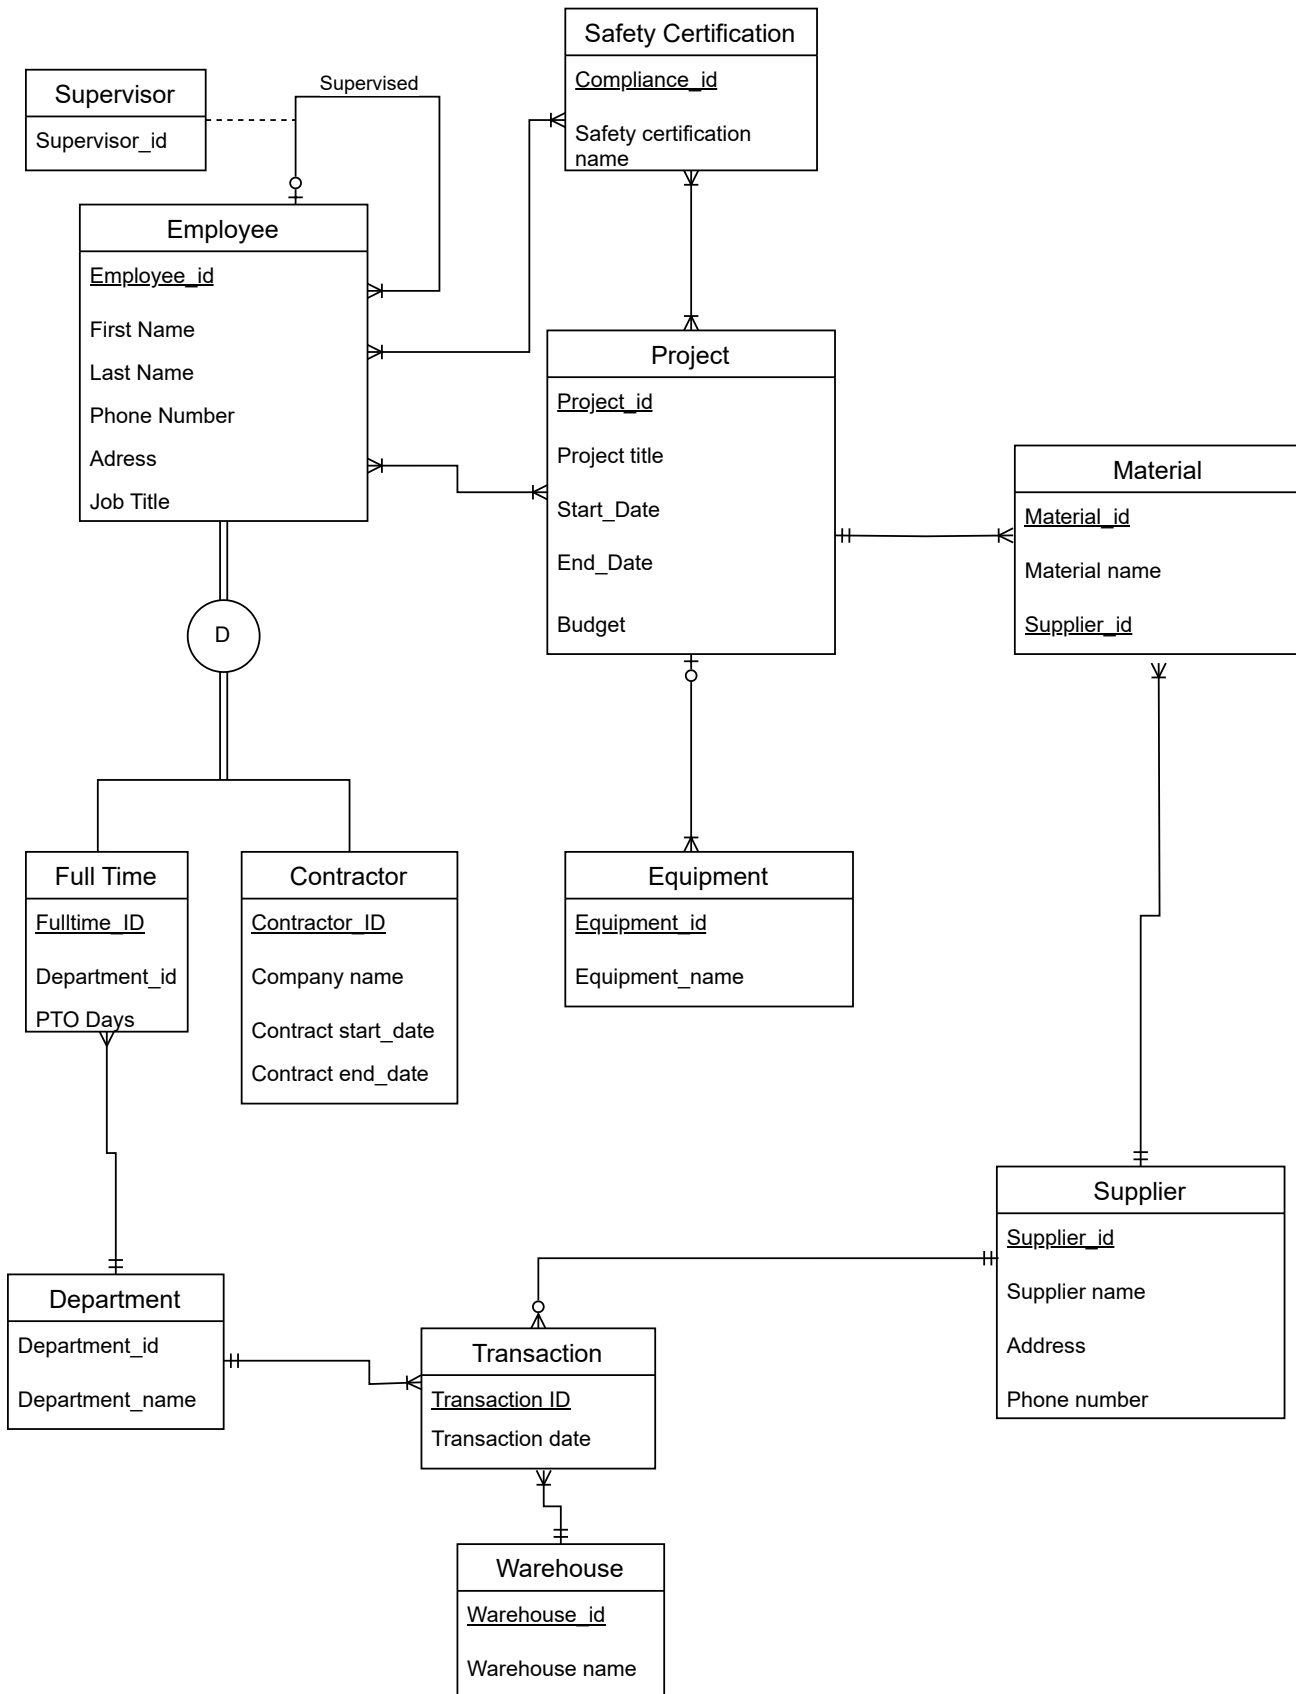 Safety Certification
Compliance_id
Safety certification
name
Supervisor
Supervisor_id
Supervised
Employee
Employee_id
First Name
Last Name
Phone Number
Adress
Job Title
Project
Project_id
Project title
Start_Date
End_Date
Budget
Material
Material_id
Material name
Supplier_id
D
Full Time
Fulltime_ID
Department_id
PTO Days
Contractor
Contractor_ID
Company name
Contract start_date
Contract end_date
Equipment
Equipment_id
Equipment_name
Supplier
Supplier_id
Supplier name
Address
Phone number
Department
Department_id
Department_name
Transaction
Transaction ID
Transaction date
Warehouse
Warehouse_id
Warehouse name